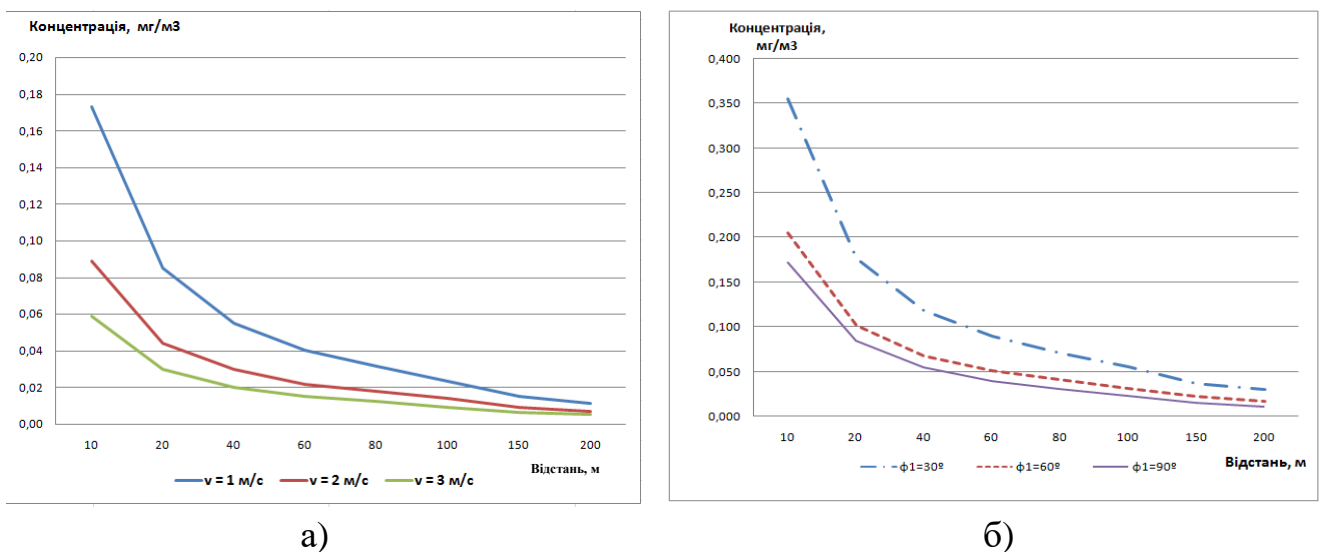 Концентрація, мг/м3
0,20
0,18
0,16
0,14
0,12
0,10
0,08
0,06
0,04
0,02
0,00
10 20 40 60 80 100 150 200
Відстань, м
v = 1 м/с v = 2 м/с v = 3 м/с
а)
Концентрація,
мг/м3
0,400
0,350
0,300
0,250
0,200
0,150
0,100
0,050
0,000
10 20 40 60 80 100 150 200
ф1=30º ф1=60º ф1=90º Відстань, м
б)